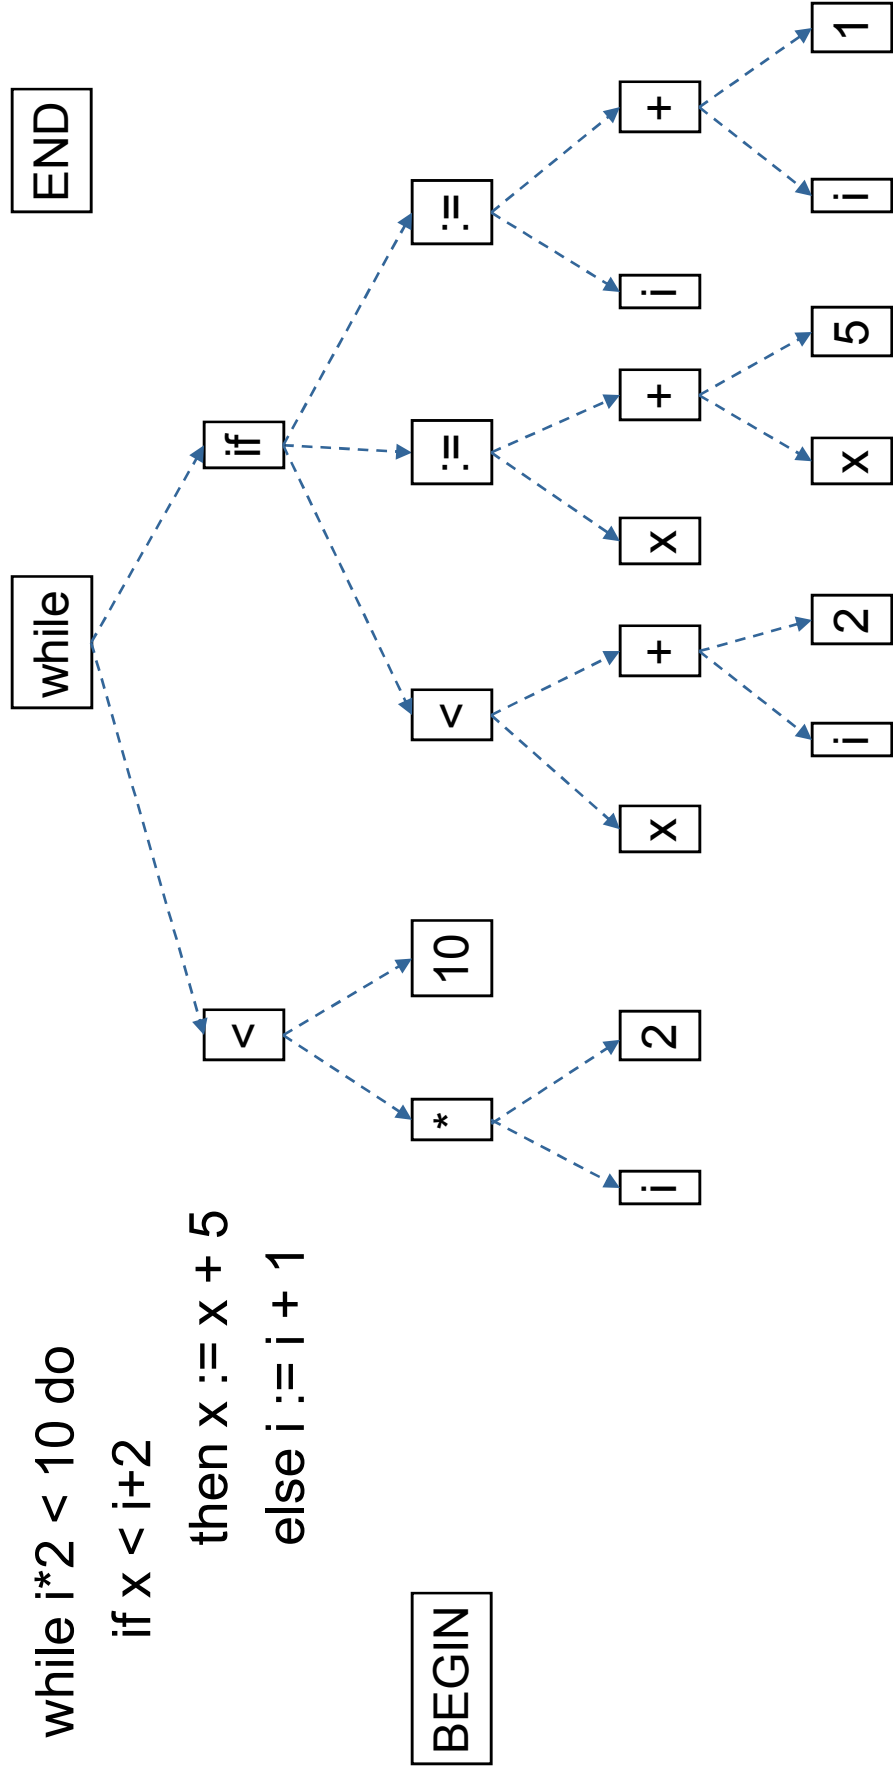 while i*2 < 10 do
if x < i+2
then x := x + 5
else i := i + 1
while
END
< if
BEGIN
* 10 < := :=
i 2 x + x + i +
i 2 x 5 i 1